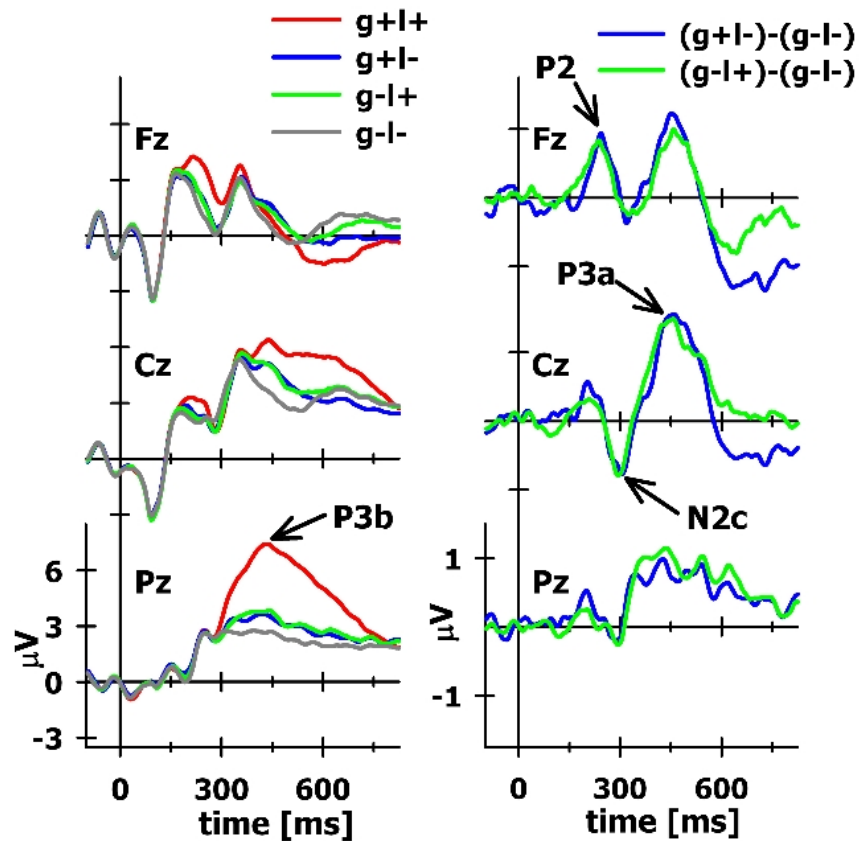 g+l+
g+l-
g-l+
g-l-
(g+l-)-(g-l-)
(g-l+)-(g-l-)
P2
Fz
Fz
P3a
Cz
Cz
P3b
N2c
Pz
Pz
6
3
0
-3
μV
1
-1
μV
0 300 600
time [ms]
0 300 600
time [ms]